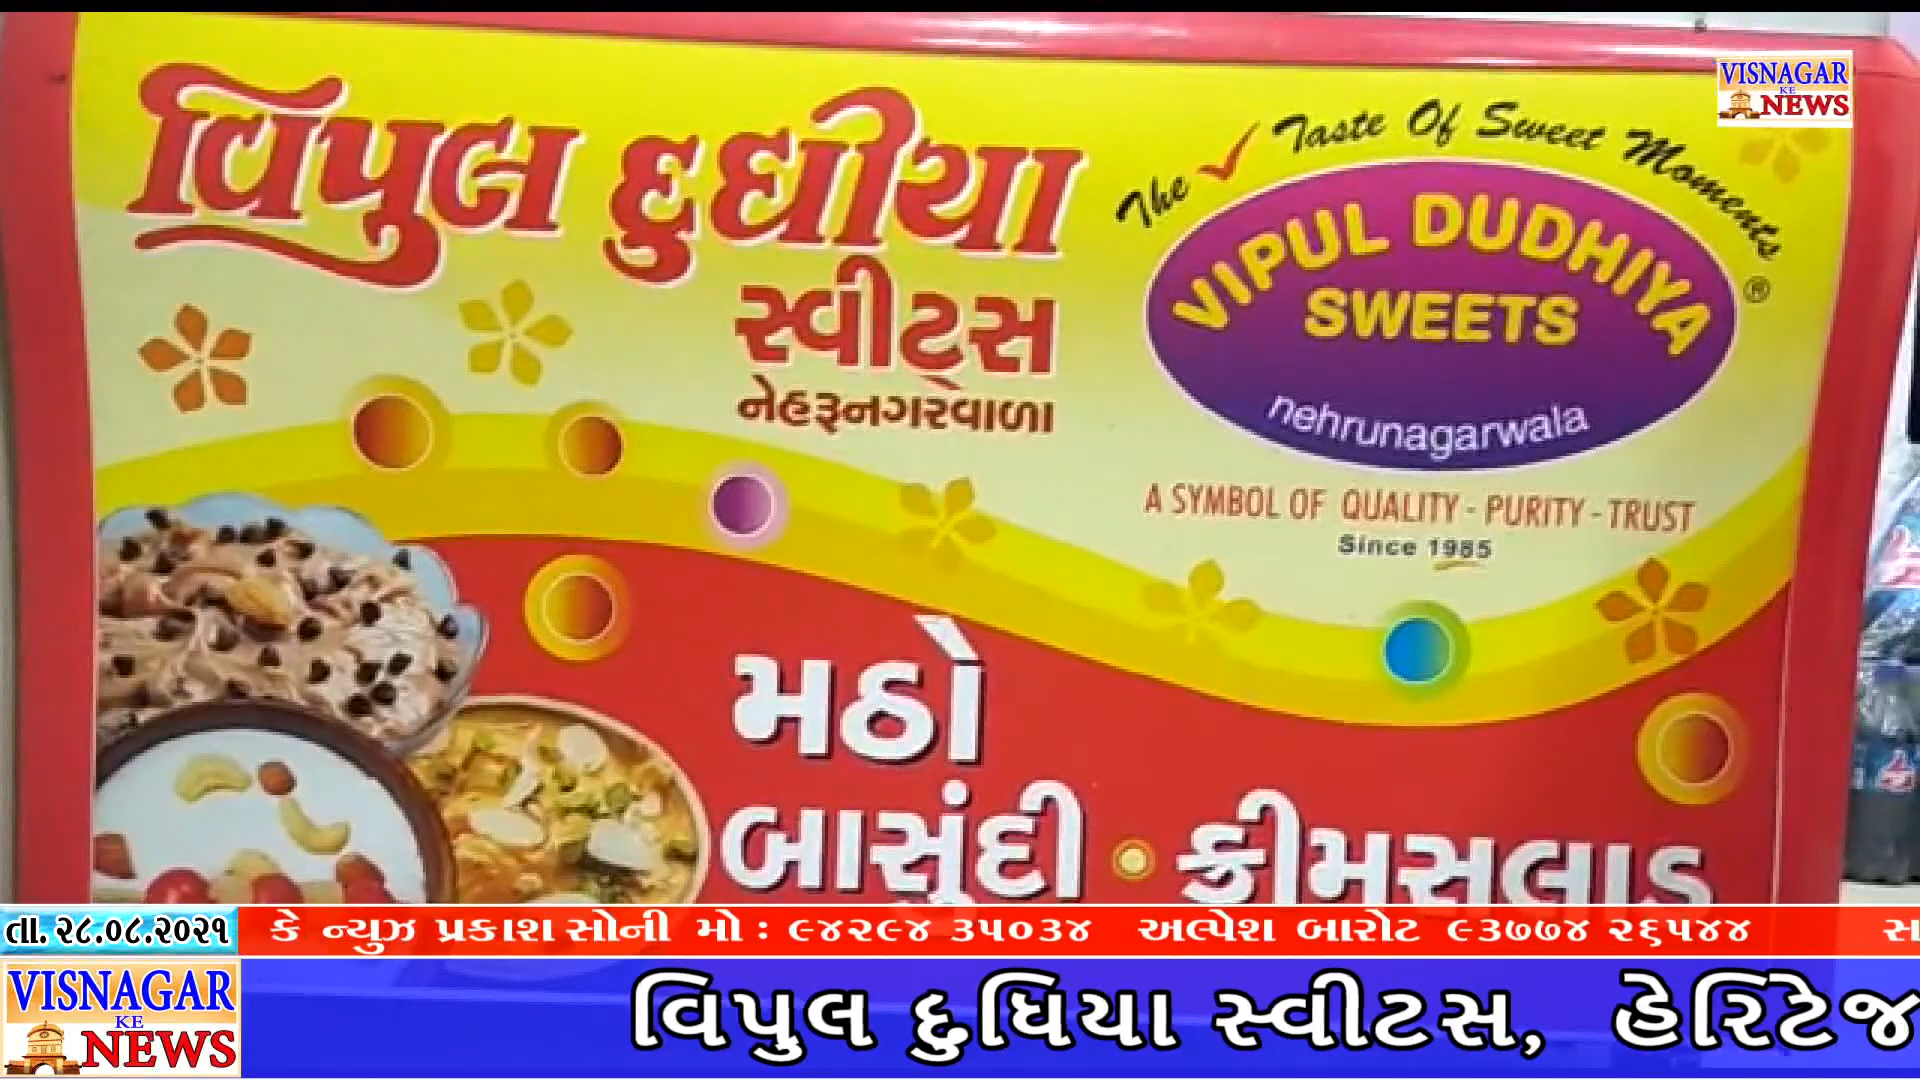 VISNAGAR
KE
NEWS
વિપુલ દુધીયા
સ્વીટ્સ
નેહરૂનગરવાળા
The Taste Of Sweet Moments
VIPUL DUDHIYA
SWEETS
®
nehrunagarwala
A SYMBOL OF QUALITY - PURITY - TRUST
Since 1985
મઠો
બાસુંદી • ક્રીમસલાડ
તા. ૨૮.૦૮.૨૦૨૧
કે ન્યુઝ પ્રકાશ સોની મો : ૯૪૨૯૪ ૩૫૦૩૪ અલ્પેશ બારોટ ૯૩૭૭૪ ૨૬૫૪૪ સ
VISNAGAR
KE
NEWS
વિપુલ દુધિયા સ્વીટસ, હેરિટેજ